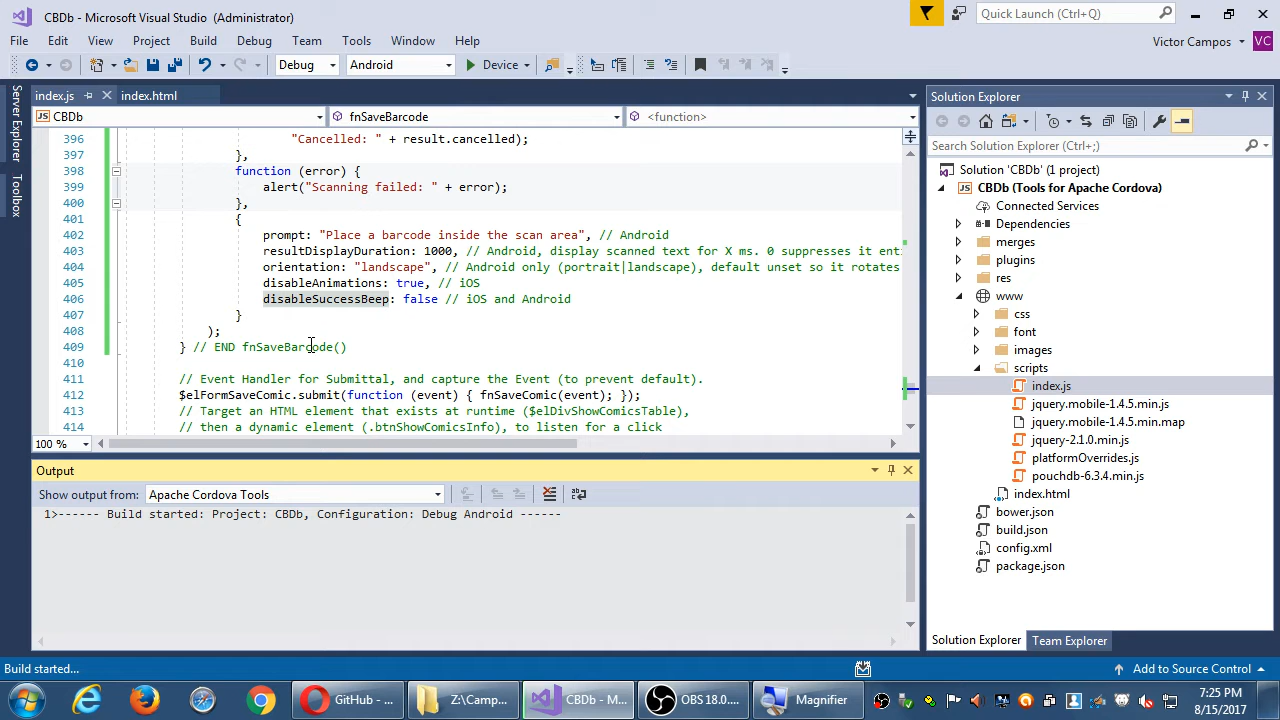 CBDb - Microsoft Visual Studio (Administrator)
Quick Launch (Ctrl+Q)
File Edit View Project Build Debug Team Tools Window Help
Victor Campos VC
Debug Android Device
index.js index.html
CBDb fnSaveBarcode <function>
396 "Cancelled: " + result.cancelled);
397 },
398 function (error) {
399 alert("Scanning failed: " + error);
400 },
401 {
402 prompt: "Place a barcode inside the scan area", // Android
403 resultDisplayDuration: 1000, // Android, display scanned text for X ms. 0 suppresses it enti
404 orientation: "landscape", // Android only (portrait|landscape), default unset so it rotates
405 disableAnimations: true, // iOS
406 disableSuccessBeep: false // iOS and Android
407 }
408 );
409 } // END fnSaveBarcode()
410
411 // Event Handler for Submittal, and capture the Event (to prevent default).
412 $elFormSaveComic.submit(function (event) { fnSaveComic(event); });
413 // Target an HTML element that exists at runtime ($elDivShowComicsTable),
414 // then a dynamic element (.btnShowComicsInfo), to listen for a click
100 %
Output
Show output from: Apache Cordova Tools
1>------ Build started: Project: CBDb, Configuration: Debug Android ------
Server Explorer
Toolbox
Solution Explorer
Search Solution Explorer (Ctrl+;)
Solution 'CBDb' (1 project)
JS CBDb (Tools for Apache Cordova)
Connected Services
Dependencies
merges
plugins
res
www
css
font
images
scripts
index.js
jquery.mobile-1.4.5.min.js
jquery.mobile-1.4.5.min.map
jquery-2.1.0.min.js
platformOverrides.js
pouchdb-6.3.4.min.js
index.html
bower.json
build.json
config.xml
package.json
Solution Explorer Team Explorer
Build started... Add to Source Control
GitHub - ... Z:\Camp... CBDb - M... OBS 18.0.... Magnifier
7:25 PM
8/15/2017